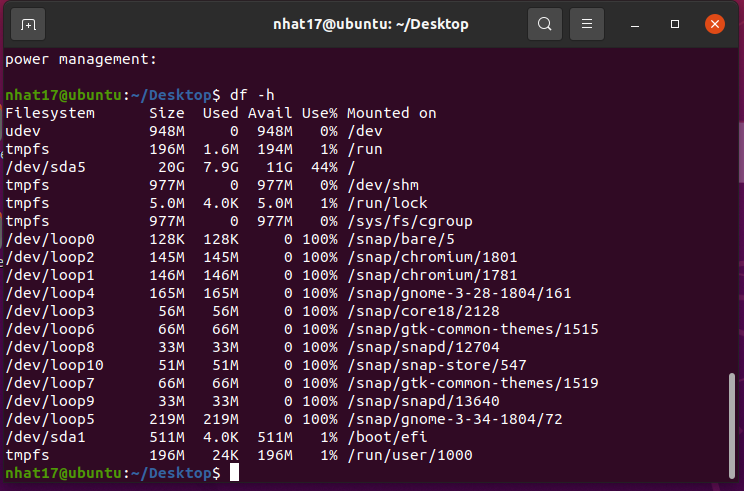 nhat17@ubuntu: ~/Desktop
power management:
nhat17@ubuntu:~/Desktop$ df -h
Filesystem      Size  Used Avail Use% Mounted on
udev            948M     0  948M   0% /dev
tmpfs           196M  1.6M  194M   1% /run
/dev/sda5        20G  7.9G   11G  44% /
tmpfs           977M     0  977M   0% /dev/shm
tmpfs           5.0M  4.0K  5.0M   1% /run/lock
tmpfs           977M     0  977M   0% /sys/fs/cgroup
/dev/loop0      128K  128K     0 100% /snap/bare/5
/dev/loop2      145M  145M     0 100% /snap/chromium/1801
/dev/loop1      146M  146M     0 100% /snap/chromium/1781
/dev/loop4      165M  165M     0 100% /snap/gnome-3-28-1804/161
/dev/loop3       56M   56M     0 100% /snap/core18/2128
/dev/loop6       66M   66M     0 100% /snap/gtk-common-themes/1515
/dev/loop8       33M   33M     0 100% /snap/snapd/12704
/dev/loop10      51M   51M     0 100% /snap/snap-store/547
/dev/loop7       66M   66M     0 100% /snap/gtk-common-themes/1519
/dev/loop9       33M   33M     0 100% /snap/snapd/13640
/dev/loop5      219M  219M     0 100% /snap/gnome-3-34-1804/72
/dev/sda1       511M  4.0K  511M   1% /boot/efi
tmpfs           196M   24K  196M   1% /run/user/1000
nhat17@ubuntu:~/Desktop$